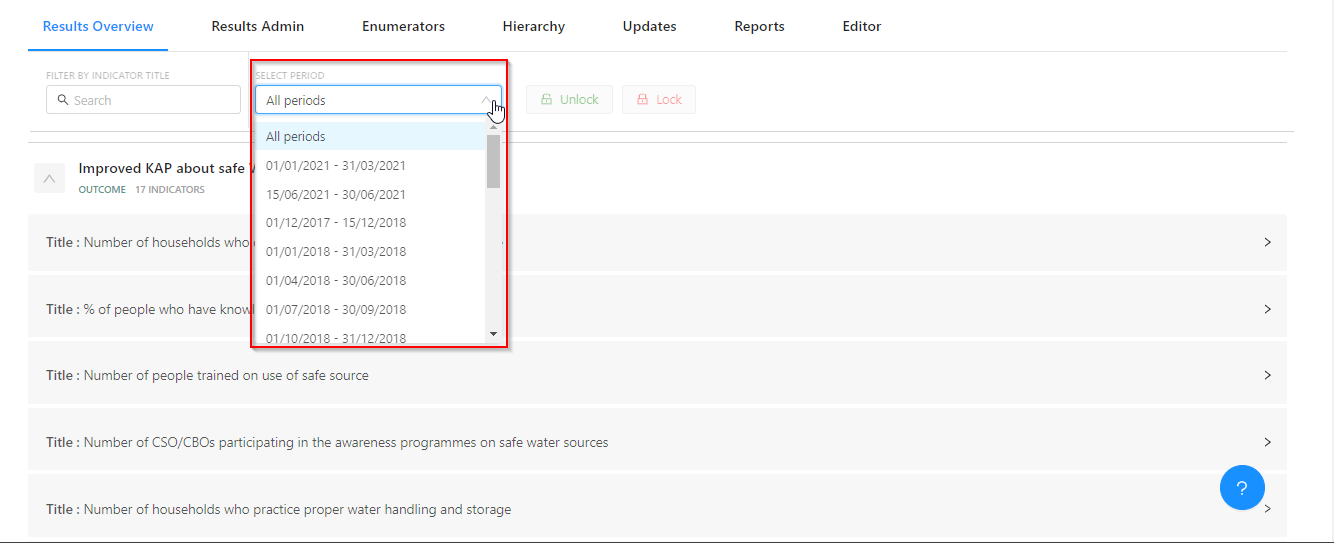 Results Overview Results Admin Enumerators Hierarchy Updates Reports Editor
FILTER BY INDICATOR TITLE SELECT PERIOD
Search All periods Unlock Lock
All periods
01/01/2021 - 31/03/2021
15/06/2021 - 30/06/2021
01/12/2017 - 15/12/2018
01/01/2018 - 31/03/2018
01/04/2018 - 30/06/2018
01/07/2018 - 30/09/2018
01/10/2018 - 31/12/2018
Improved KAP about safe
OUTCOME 17 INDICATORS
Title : Number of households who
Title : % of people who have
Title : Number of people trained on use of safe source
Title : Number of CSO/CBOs participating in the awareness programmes on safe water sources
Title : Number of households who practice proper water handling and storage
?